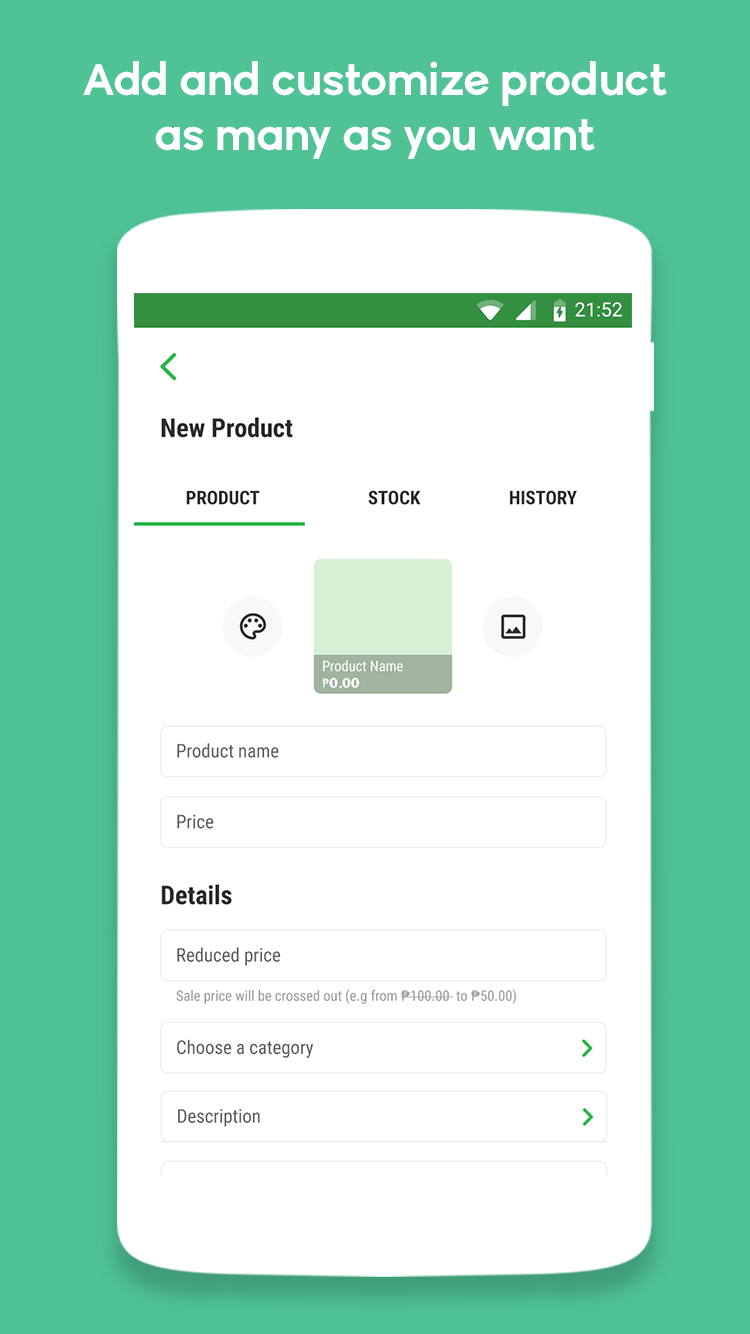 Add and customize product
as many as you want
21:52
New Product
PRODUCT STOCK HISTORY
Product Name
₱0.00
Product name
Price
Details
Reduced price
Sale price will be crossed out (e.g from ₱100.00 to ₱50.00)
Choose a category
Description